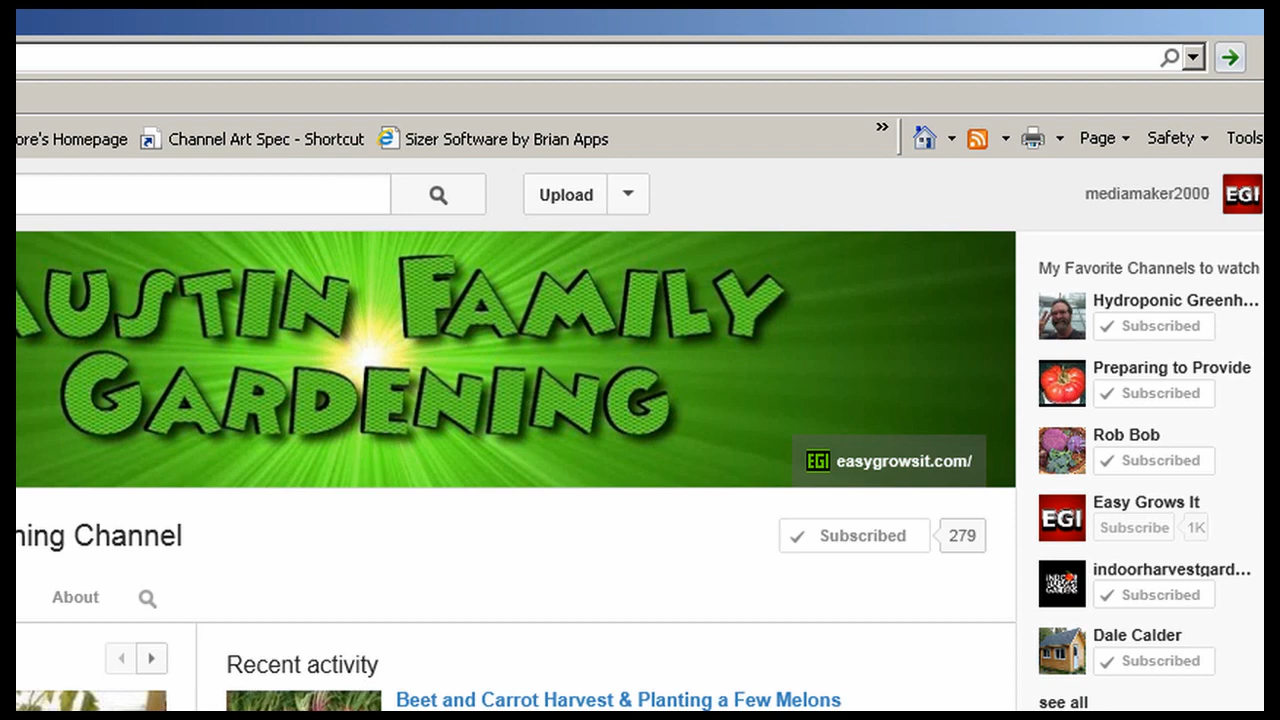 ore's Homepage Channel Art Spec - Shortcut Sizer Software by Brian Apps » Page Safety Tools
Upload mediamaker2000 EGI
AUSTIN FAMILY
GARDENING
EGI easygrowsit.com/
ning Channel Subscribed 279
About
Recent activity
Beet and Carrot Harvest & Planting a Few Melons
My Favorite Channels to watch
Hydroponic Greenh...
Subscribed
Preparing to Provide
Subscribed
Rob Bob
Subscribed
EGI Easy Grows It
Subscribe 1K
indoorharvestgard...
Subscribed
Dale Calder
Subscribed
see all